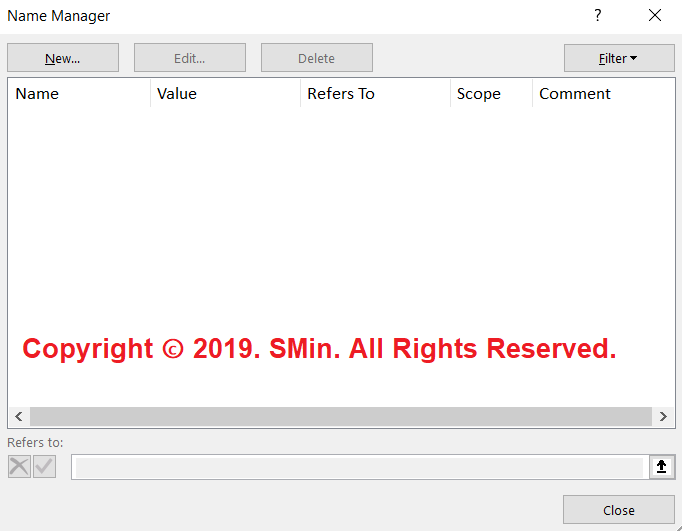 Name Manager ?
New... Edit... Delete Filter
Name Value Refers To Scope Comment
Copyright © 2019. SMin. All Rights Reserved.
Refers to:
Close